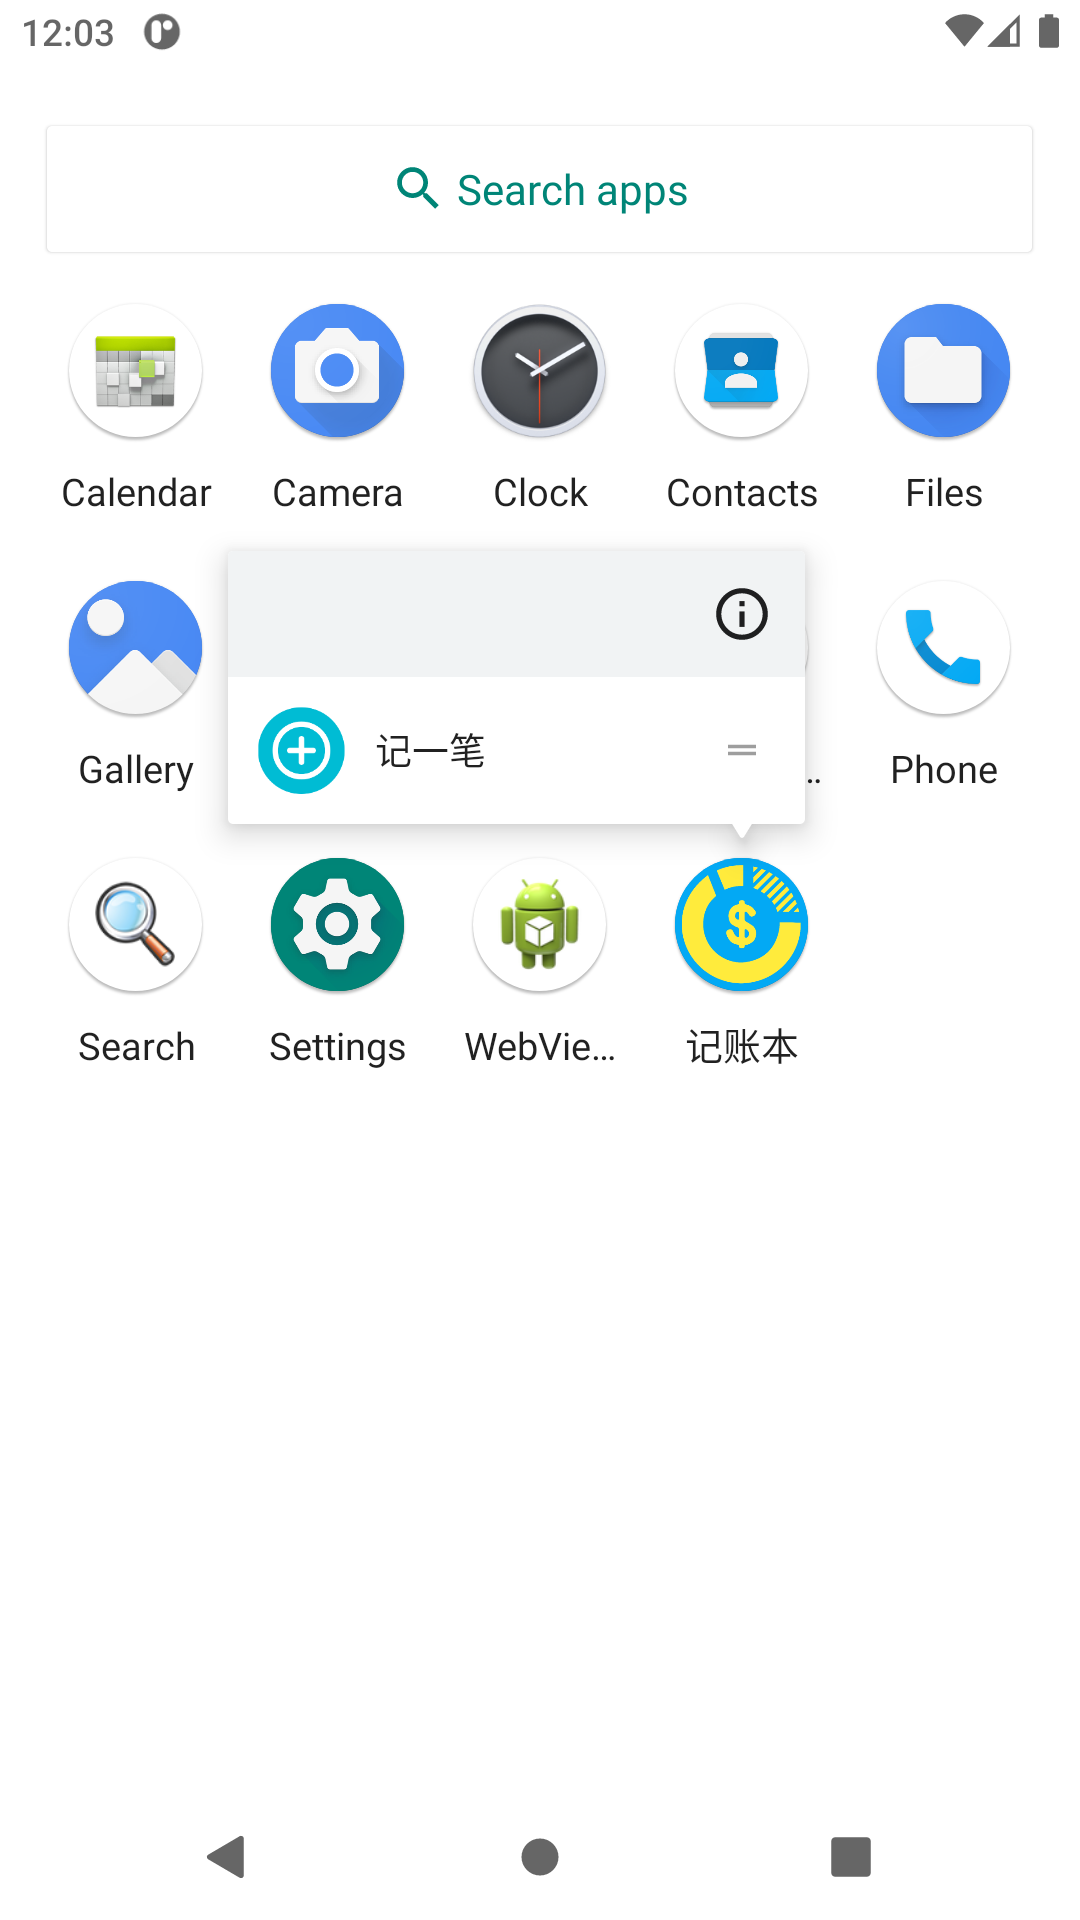 12:03
Search apps
Calendar Camera Clock Contacts Files
记一笔
Gallery … Phone
Search Settings WebVie… 记账本